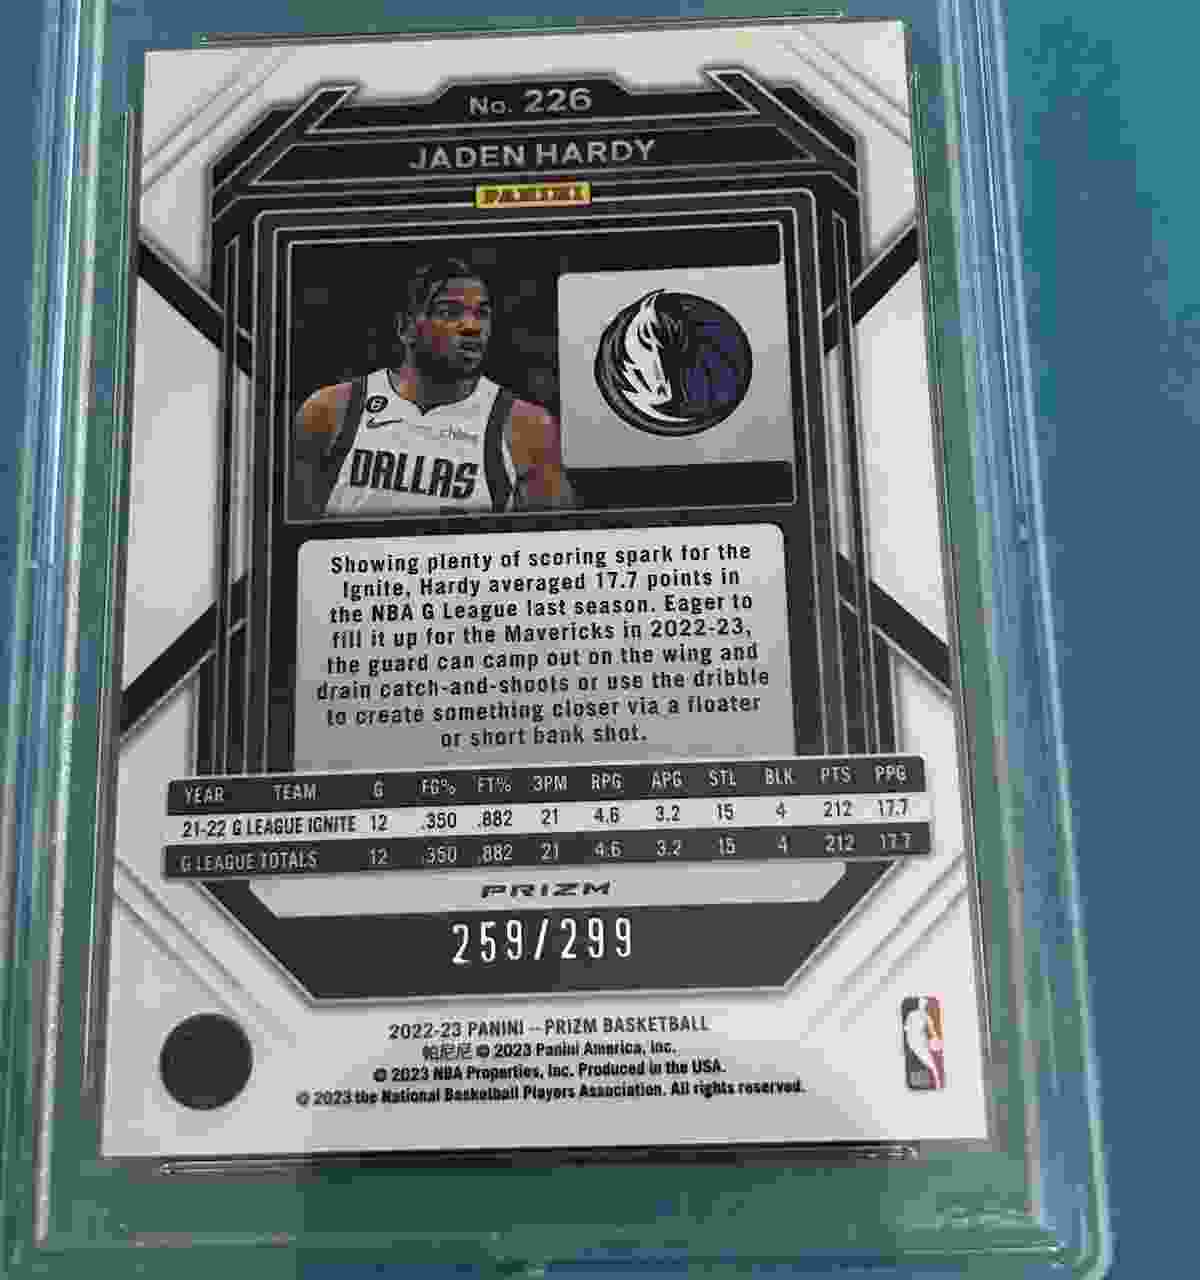 No. 226
JADEN HARDY
PANINI
6
DALLAS
Showing plenty of scoring spark for the
Ignite, Hardy averaged 17.7 points in
the NBA G League last season. Eager to
fill it up for the Mavericks in 2022-23,
the guard can camp out on the wing and
drain catch-and-shoots or use the dribble
to create something closer via a floater
or short bank shot.
YEAR TEAM G FG% FT% 3PM RPG APG STL BLK PTS PPG
21-22 G LEAGUE IGNITE 12 .350 .882 21 4.6 3.2 15 4 212 17.7
G LEAGUE TOTALS 12 .350 .882 21 4.6 3.2 15 4 212 17.7
PRIZM
259/299
2022-23 PANINI – PRIZM BASKETBALL
帕尼尼 © 2023 Panini America, Inc.
© 2023 NBA Properties, Inc. Produced in the USA.
© 2023 the National Basketball Players Association. All rights reserved.